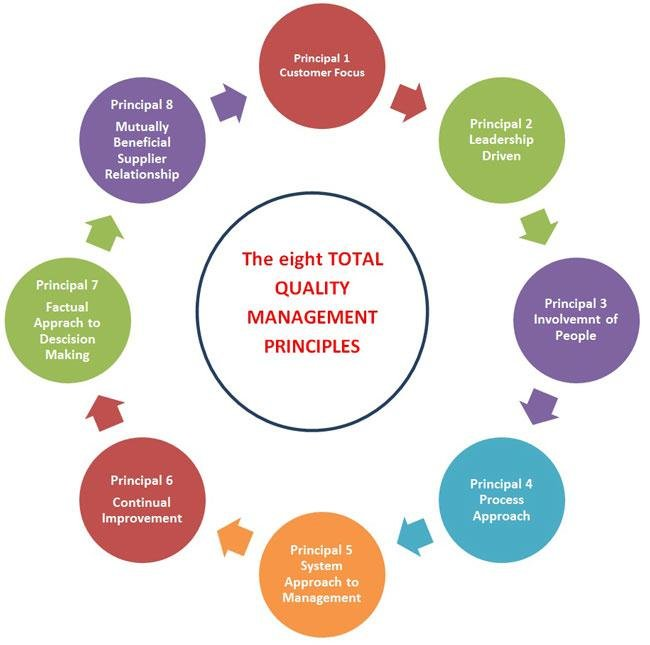 Principal 1
Customer Focus
Principal 2
Leadership
Driven
Principal 3
Involvemnt of
People
Principal 4
Process
Approach
Principal 5
System
Approach to
Management
Principal 6
Continual
Improvement
Principal 7
Factual
Apprach to
Descision
Making
Principal 8
Mutually
Beneficial
Supplier
Relationship
The eight TOTAL
QUALITY
MANAGEMENT
PRINCIPLES